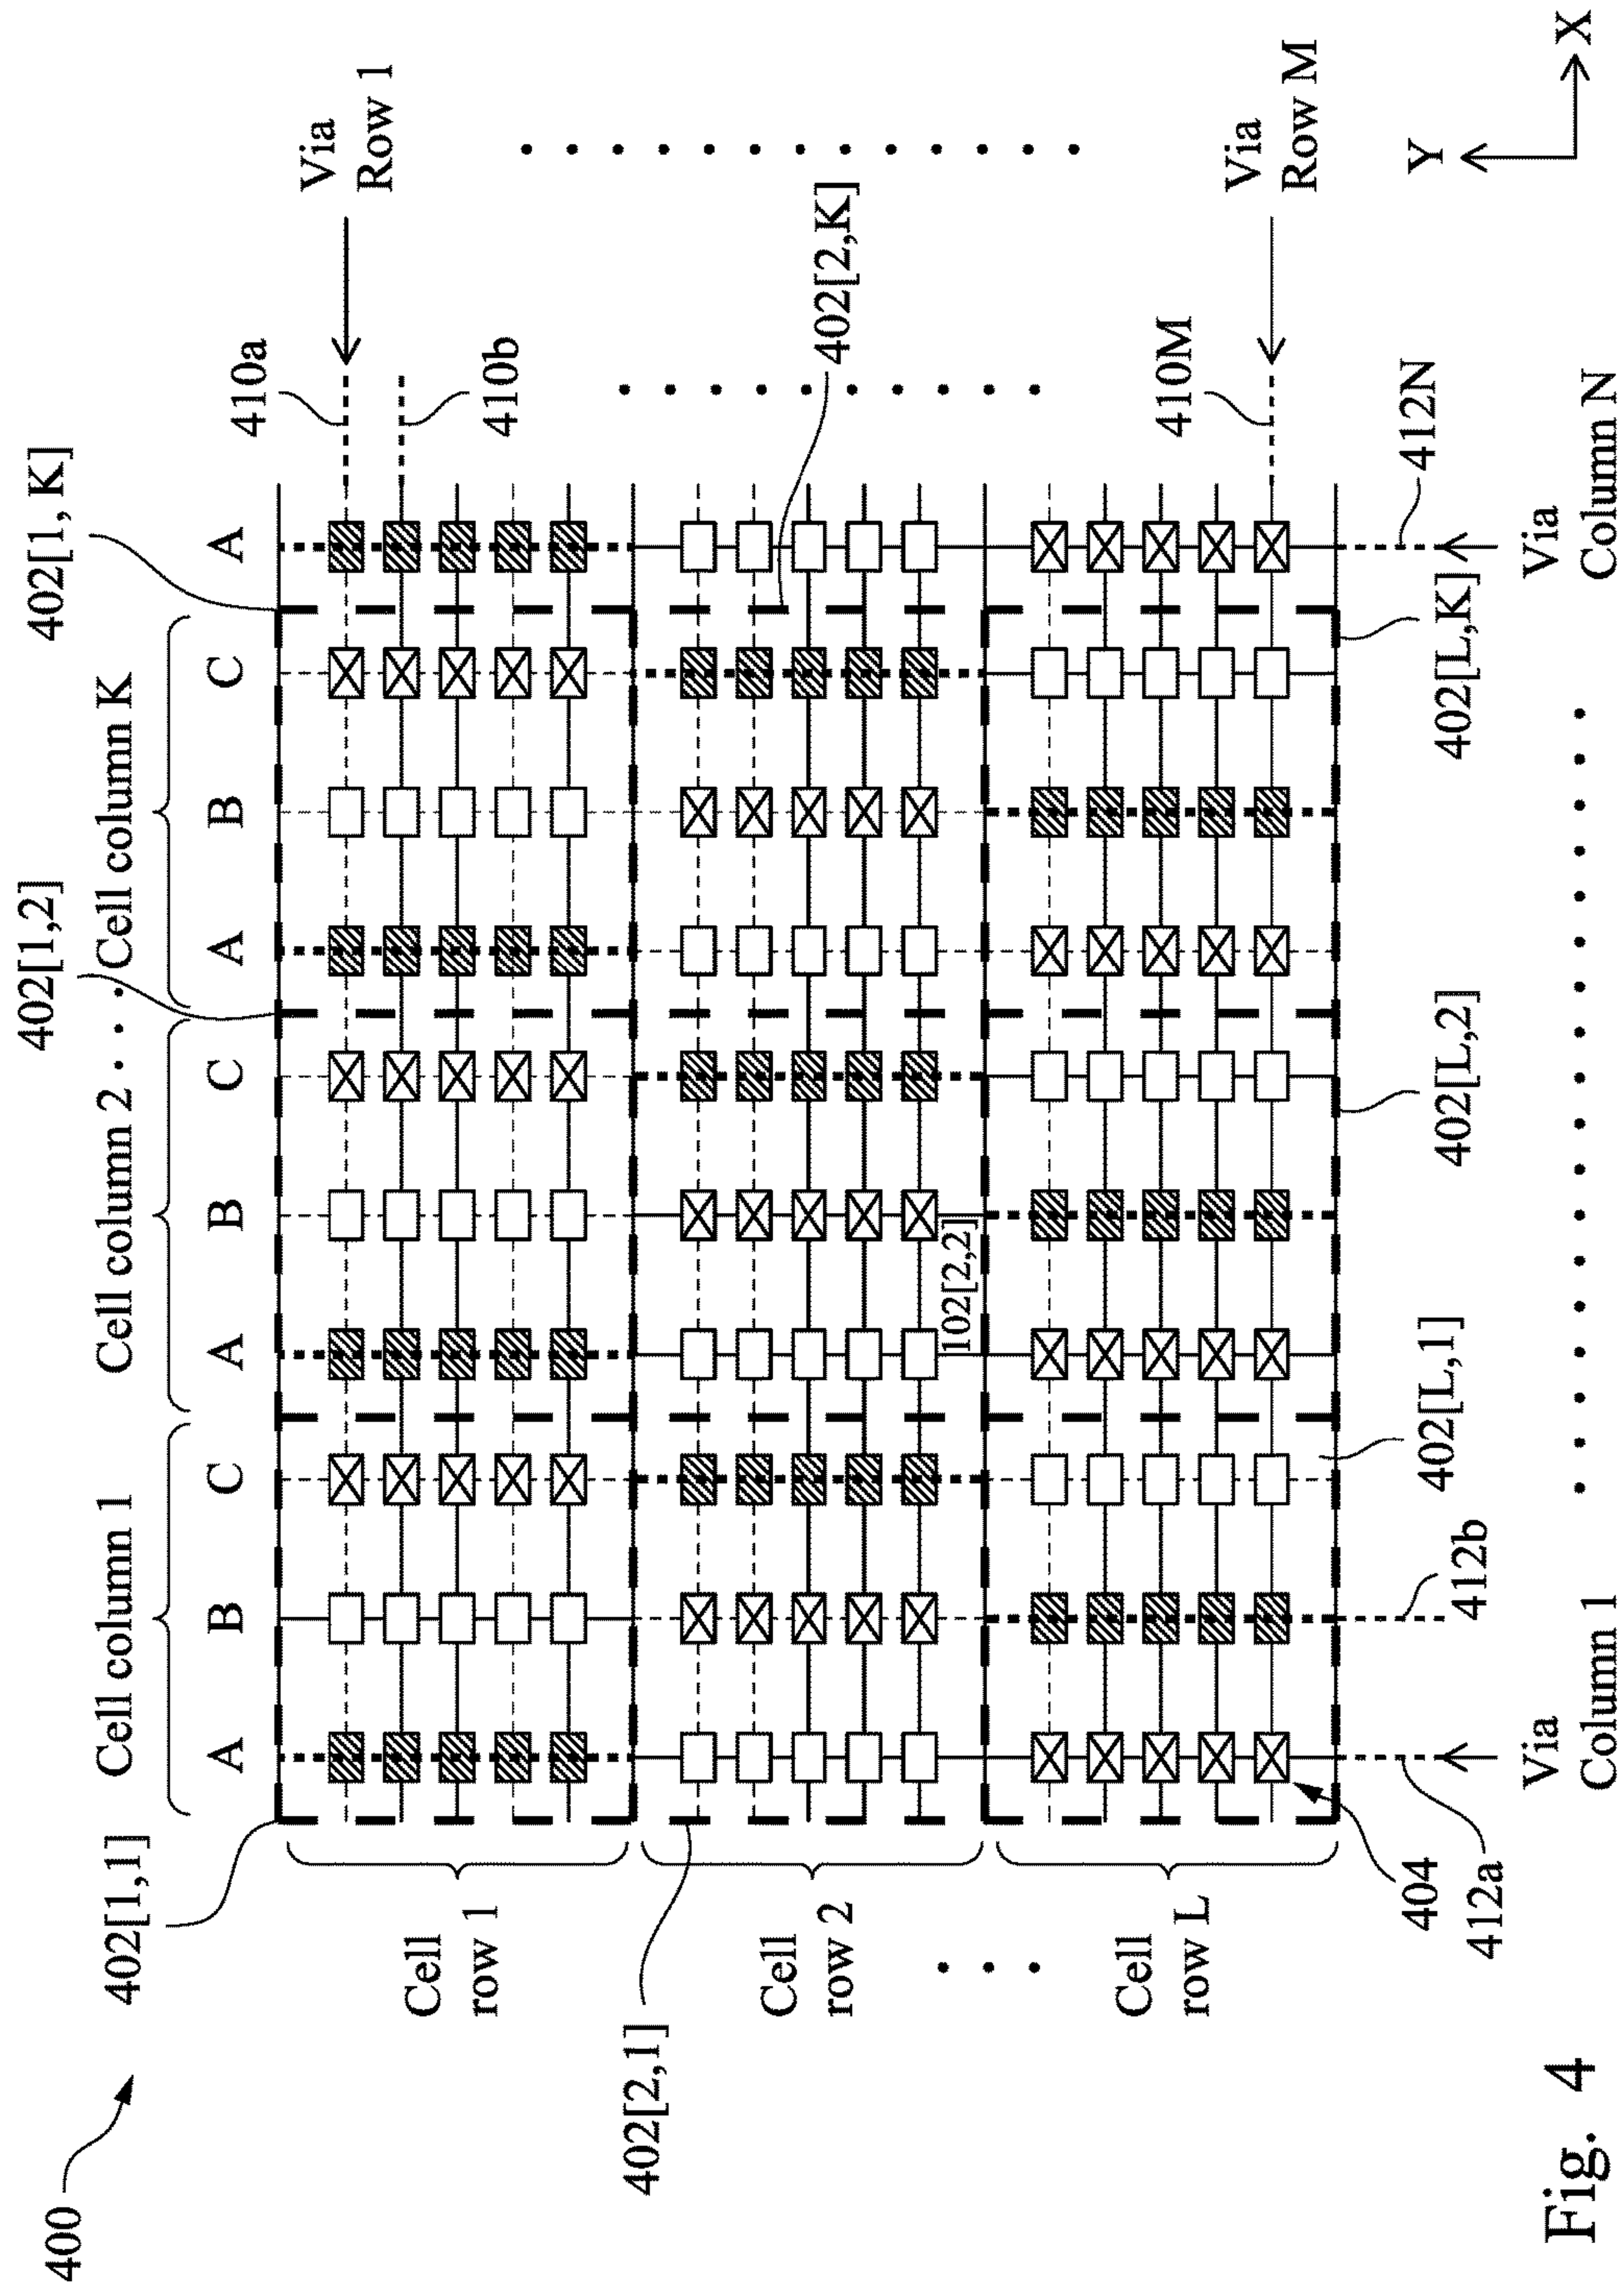 400
402[1,1]
402[1,2]
402[1, K]
Cell column 1
Cell column 2 . . . Cell column K
A
B
C
A
B
C
A
B
C
A
Via
Row 1
410a
410b
Cell
row 1
402[2,1]
Cell
row 2
102[2,2]
402[2,K]
Cell
row L
410M
Via
Row M
404
412a
412b
402[L,1]
402[L,2]
402[L,K]
412N
Via
Column 1
Via
Column N
Y
X
Fig. 4